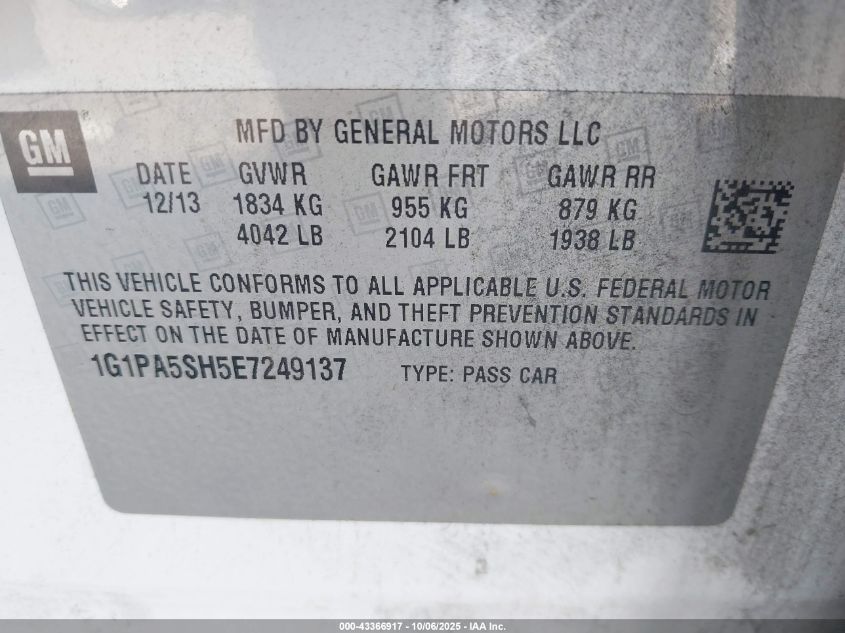 GM
MFD BY GENERAL MOTORS LLC
DATE GVWR GAWR FRT GAWR RR
12/13 1834 KG 955 KG 879 KG
4042 LB 2104 LB 1938 LB
THIS VEHICLE CONFORMS TO ALL APPLICABLE U.S. FEDERAL MOTOR
VEHICLE SAFETY, BUMPER, AND THEFT PREVENTION STANDARDS IN
EFFECT ON THE DATE OF MANUFACTURE SHOWN ABOVE.
1G1PA5SH5E7249137 TYPE: PASS CAR
000-43366917 - 10/06/2025 - IAA Inc.